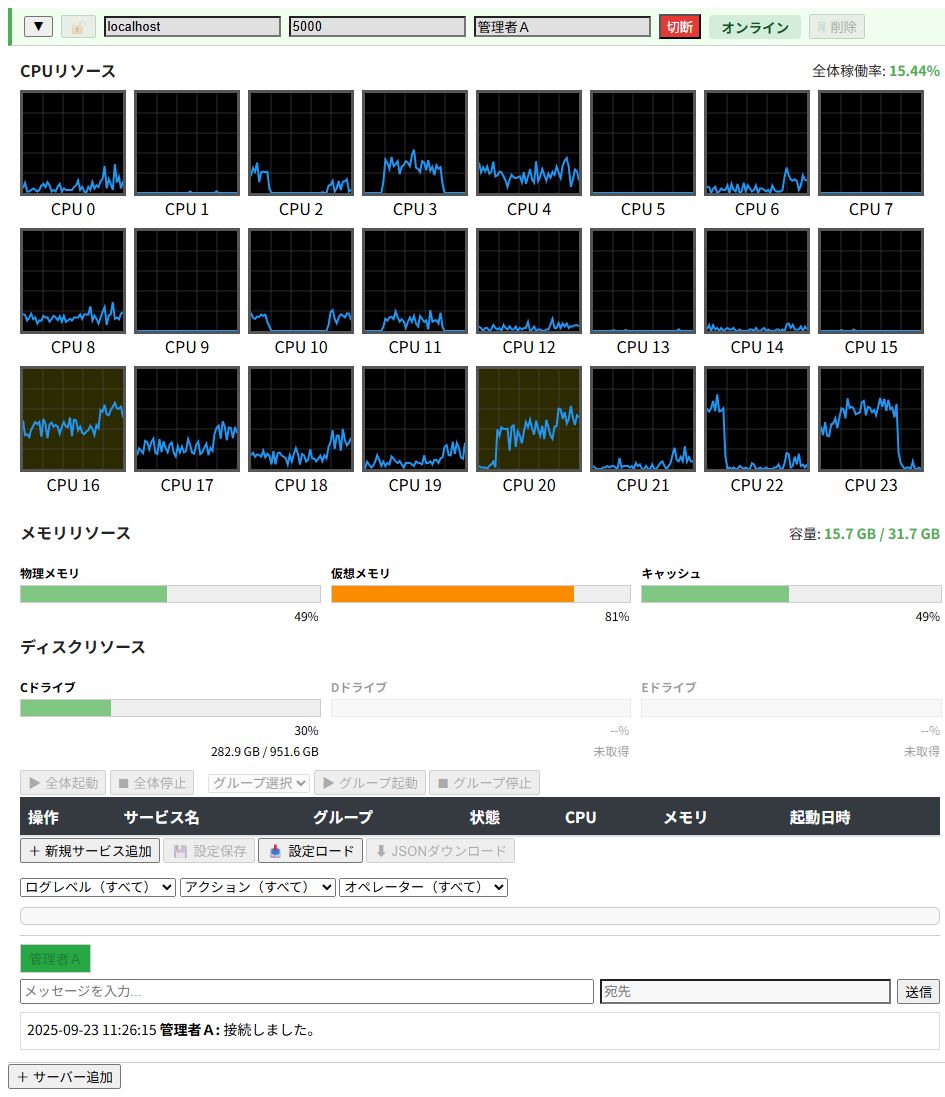 ▼ 🔓 localhost 5000 管理者Ａ 切断 オンライン 🗑 削除
CPUリソース 全体稼働率: 15.44%
CPU 0 CPU 1 CPU 2 CPU 3 CPU 4 CPU 5 CPU 6 CPU 7
CPU 8 CPU 9 CPU 10 CPU 11 CPU 12 CPU 13 CPU 14 CPU 15
CPU 16 CPU 17 CPU 18 CPU 19 CPU 20 CPU 21 CPU 22 CPU 23
メモリリソース 容量: 15.7 GB / 31.7 GB
物理メモリ 仮想メモリ キャッシュ
49% 81% 49%
ディスクリソース
Cドライブ Dドライブ Eドライブ
30% --% --%
282.9 GB / 951.6 GB 未取得 未取得
▶ 全体起動 ■ 全体停止 グループ選択 ▶ グループ起動 ■ グループ停止
操作 サービス名 グループ 状態 CPU メモリ 起動日時
＋ 新規サービス追加 💾 設定保存 📥 設定ロード ⬇ JSONダウンロード
ログレベル（すべて） アクション（すべて） オペレーター（すべて）
管理者Ａ
メッセージを入力... 宛先 送信
2025-09-23 11:26:15 管理者Ａ: 接続しました。
＋ サーバー追加